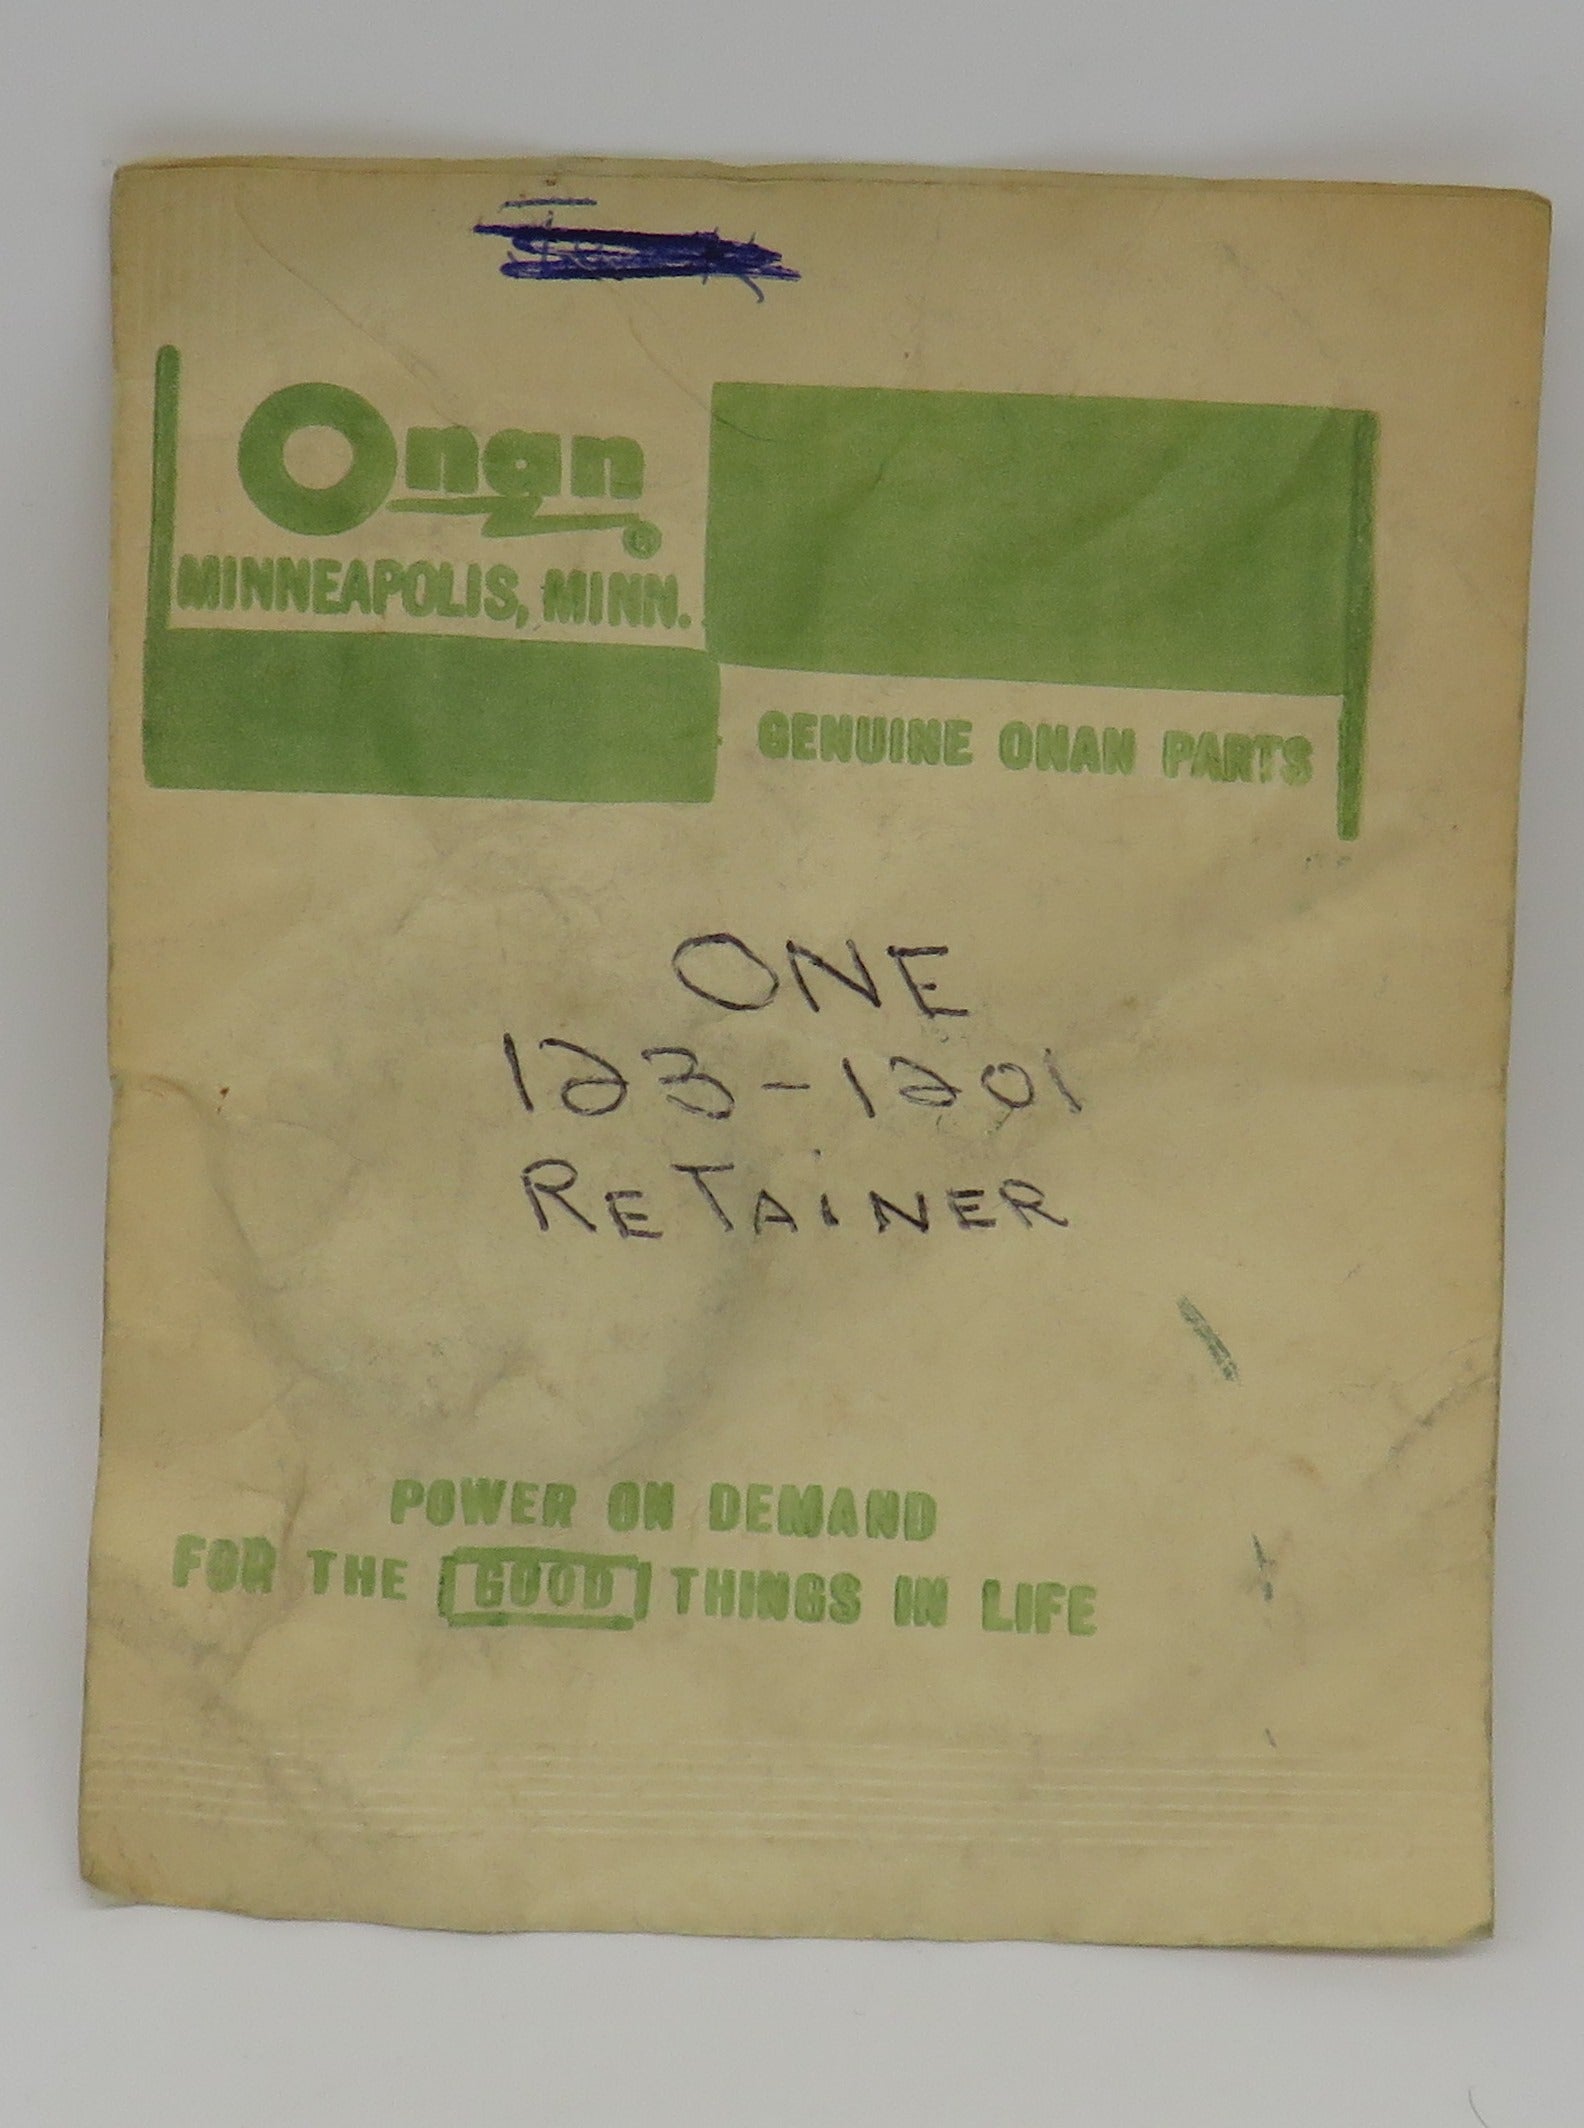 Onan®
MINNEAPOLIS, MINN.
GENUINE ONAN PARTS
ONE
123-1201
RETAiNER
POWER ON DEMAND
FOR THE GOOD THINGS IN LIFE